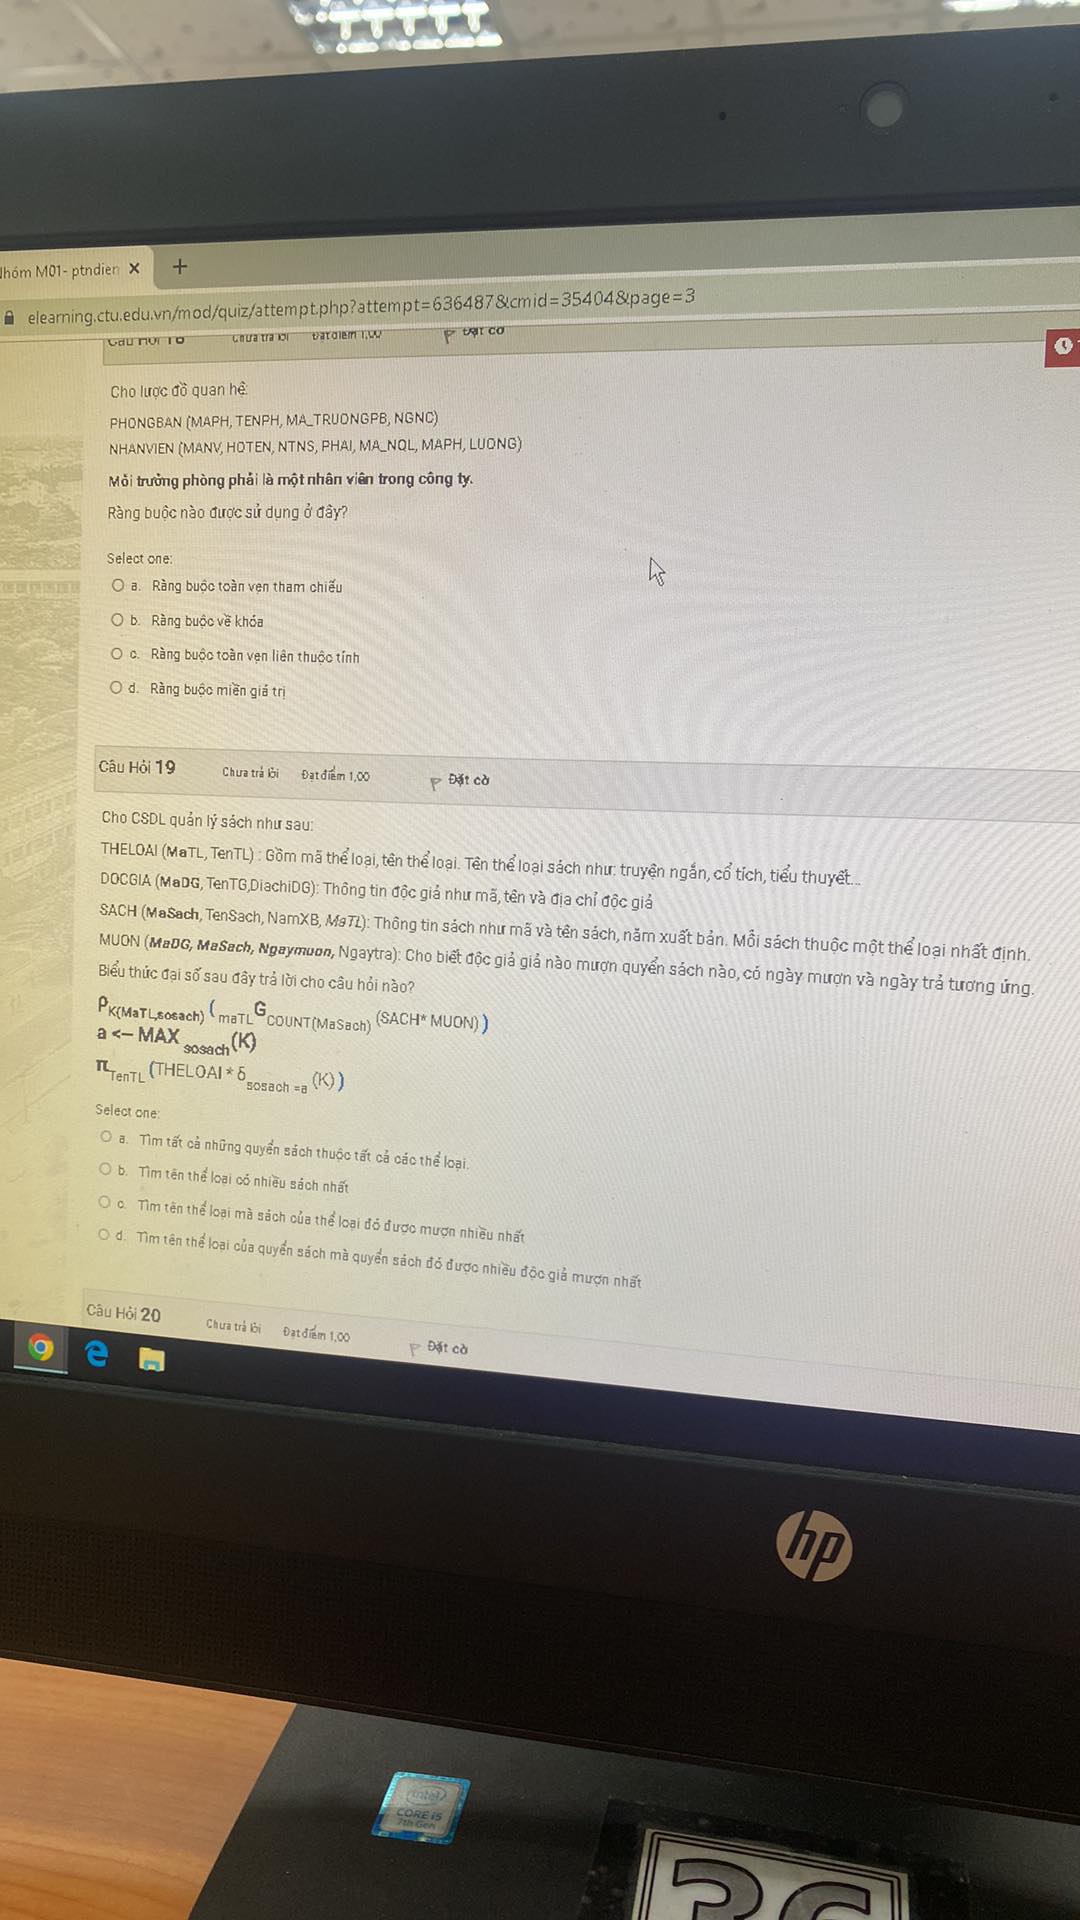 Nhóm M01- ptndien
elearning.ctu.edu.vn/mod/quiz/attempt.php?attempt=636487&cmid=35404&page=3
Câu Hỏi 18 Chưa trả lời Đạt điểm 1,00 Đặt cờ
Cho lược đồ quan hệ:
PHONGBAN (MAPH, TENPH, MA_TRUONGPB, NGNC)
NHANVIEN (MANV, HOTEN, NTNS, PHAI, MA_NQL, MAPH, LUONG)
Mỗi trưởng phòng phải là một nhân viên trong công ty.
Ràng buộc nào được sử dụng ở đây?
Select one:
a. Ràng buộc toàn vẹn tham chiếu
b. Ràng buộc về khóa
c. Ràng buộc toàn vẹn liên thuộc tính
d. Ràng buộc miền giá trị
Câu Hỏi 19 Chưa trả lời Đạt điểm 1,00 Đặt cờ
Cho CSDL quản lý sách như sau:
THELOAI (MaTL, TenTL) : Gồm mã thể loại, tên thể loại. Tên thể loại sách như: truyện ngắn, cổ tích, tiểu thuyết...
DOCGIA (MaDG, TenTG,DiachiDG): Thông tin độc giả như mã, tên và địa chỉ độc giả
SACH (MaSach, TenSach, NamXB, MaTL): Thông tin sách như mã và tên sách, năm xuất bản. Mỗi sách thuộc một thể loại nhất định.
MUON (MaDG, MaSach, Ngaymuon, Ngaytra): Cho biết độc giả giả nào mượn quyển sách nào, có ngày mượn và ngày trả tương ứng.
Biểu thức đại số sau đây trả lời cho câu hỏi nào?
ρK(MaTL,sosach) ( maTL G COUNT(MaSach) (SACH* MUON) )
a <-- MAX sosach (K)
π TenTL (THELOAI * δ sosach =a (K) )
Select one:
a. Tìm tất cả những quyển sách thuộc tất cả các thể loại.
b. Tìm tên thể loại có nhiều sách nhất
c. Tìm tên thể loại mà sách của thể loại đó được mượn nhiều nhất
d. Tìm tên thể loại của quyển sách mà quyển sách đó được nhiều độc giả mượn nhất
Câu Hỏi 20 Chưa trả lời Đạt điểm 1,00 Đặt cờ
hp
intel
CORE i5
7th Gen